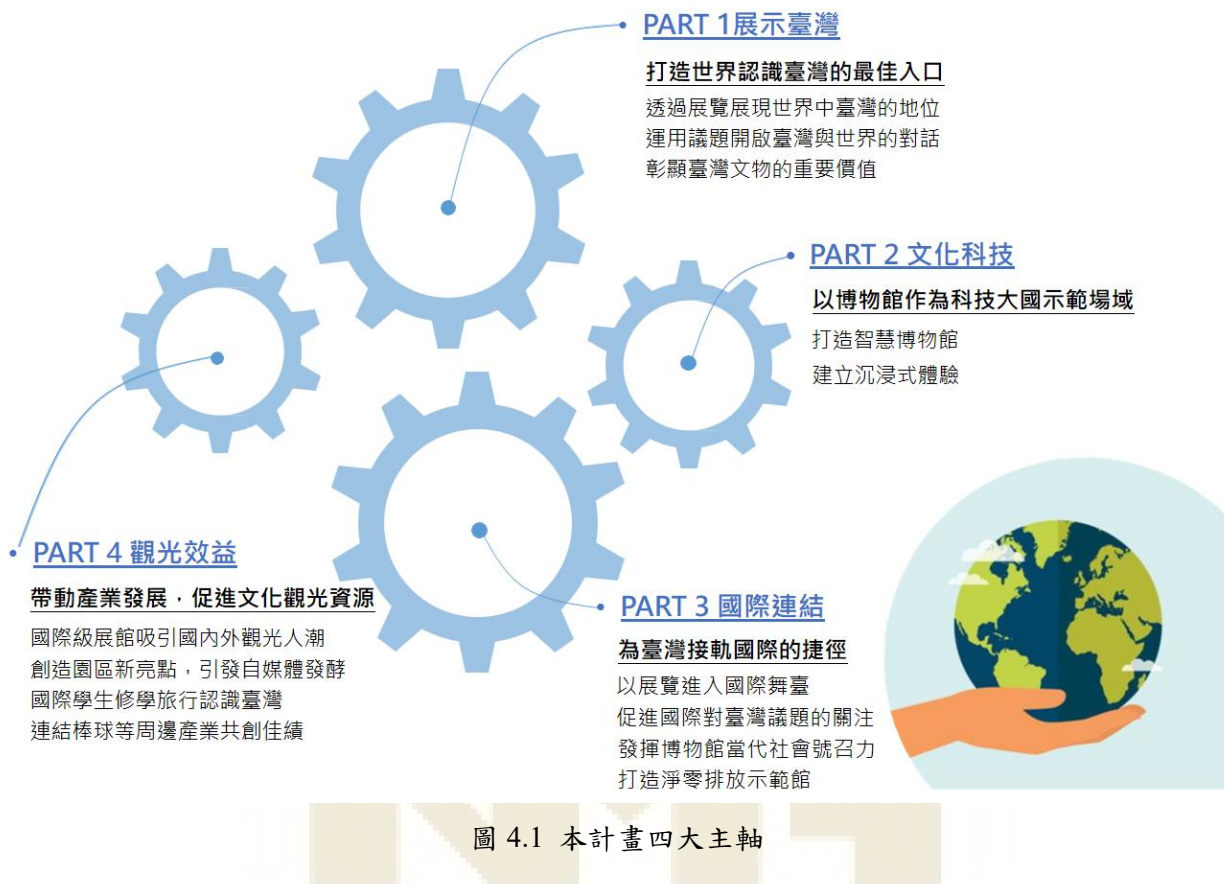 PART 1展示臺灣
打造世界認識臺灣的最佳入口
透過展覽展現世界中臺灣的地位
運用議題開啟臺灣與世界的對話
彰顯臺灣文物的重要價值
PART 2 文化科技
以博物館作為科技大國示範場域
打造智慧博物館
建立沉浸式體驗
PART 3 國際連結
為臺灣接軌國際的捷徑
以展覽進入國際舞臺
促進國際對臺灣議題的關注
發揮博物館當代社會號召力
打造淨零排放示範館
PART 4 觀光效益
帶動產業發展，促進文化觀光資源
國際級展館吸引國內外觀光人潮
創造園區新亮點，引發自媒體發酵
國際學生修學旅行認識臺灣
連結棒球等周邊產業共創佳績
圖 4.1 本計畫四大主軸